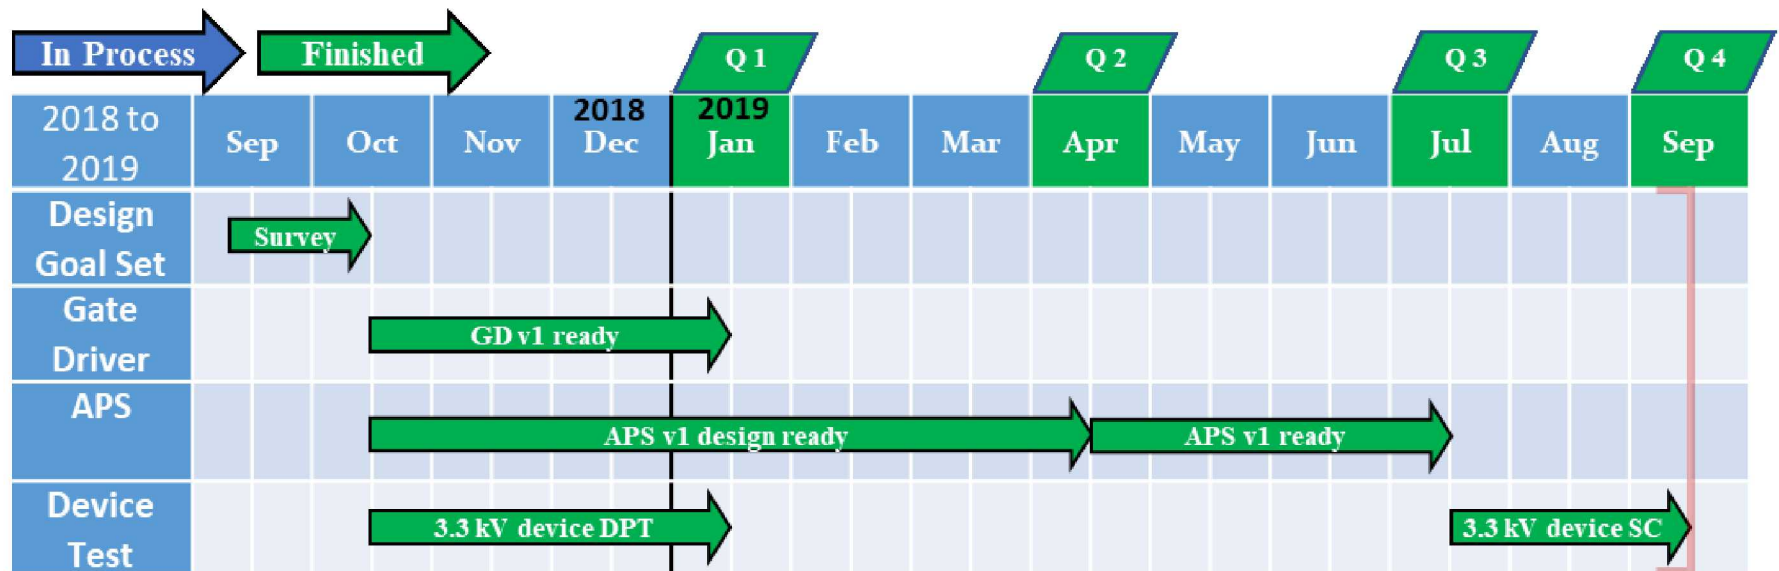 In Process
Finished
Q 1
Q 2
Q 3
Q 4
2018 to
2019
Sep
Oct
Nov
2018
Dec
2019
Jan
Feb
Mar
Apr
May
Jun
Jul
Aug
Sep
Design
Goal Set
Survey
Gate
Driver
GD v1 ready
APS
APS v1 design ready
APS v1 ready
Device
Test
3.3 kV device DPT
3.3 kV device SC